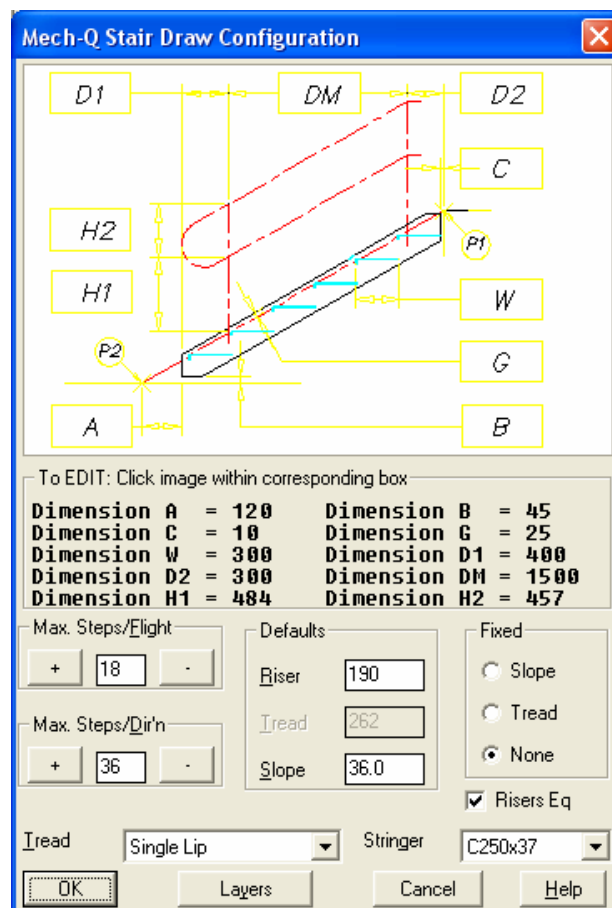 Mech-Q Stair Draw Configuration
D1 DM D2
C
H2
P1
H1
W
P2
G
A B
To EDIT: Click image within corresponding box
Dimension A = 120 Dimension B = 45
Dimension C = 10 Dimension G = 25
Dimension W = 300 Dimension D1 = 400
Dimension D2 = 300 Dimension DM = 1500
Dimension H1 = 484 Dimension H2 = 457
Max. Steps/Flight
+ 18 -
Max. Steps/Dir'n
+ 36 -
Defaults
Riser 190
Tread 262
Slope 36.0
Fixed
Slope
Tread
None
Risers Eq
Tread Single Lip Stringer C250x37
OK Layers Cancel Help